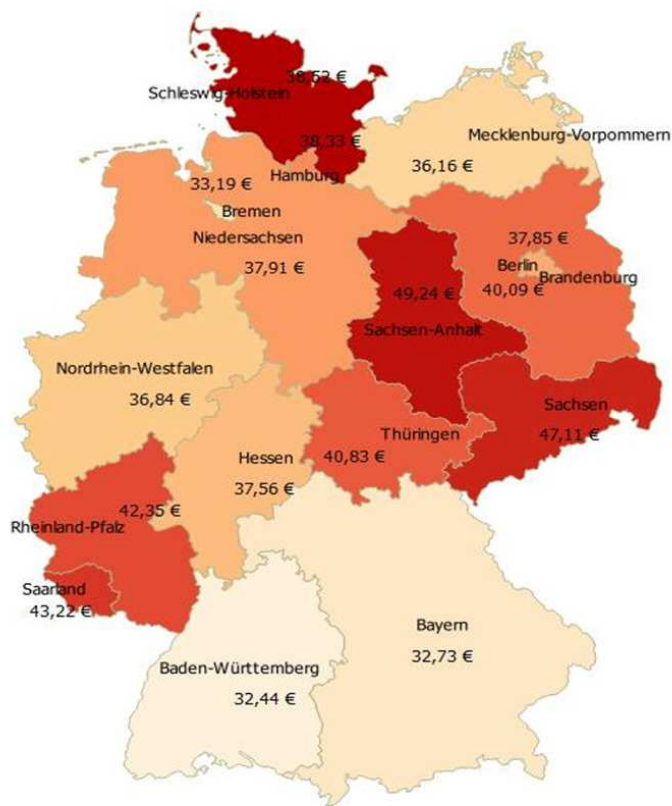 38,52 €
Schleswig-Holstein
38,33 €
Mecklenburg-Vorpommern
36,16 €
33,19 €
Hamburg
Bremen
Niedersachsen
37,91 €
37,85 €
Berlin
Brandenburg
40,09 €
49,24 €
Sachsen-Anhalt
Nordrhein-Westfalen
36,84 €
Sachsen
47,11 €
Thüringen
40,83 €
Hessen
37,56 €
42,35 €
Rheinland-Pfalz
Saarland
43,22 €
Bayern
32,73 €
Baden-Württemberg
32,44 €